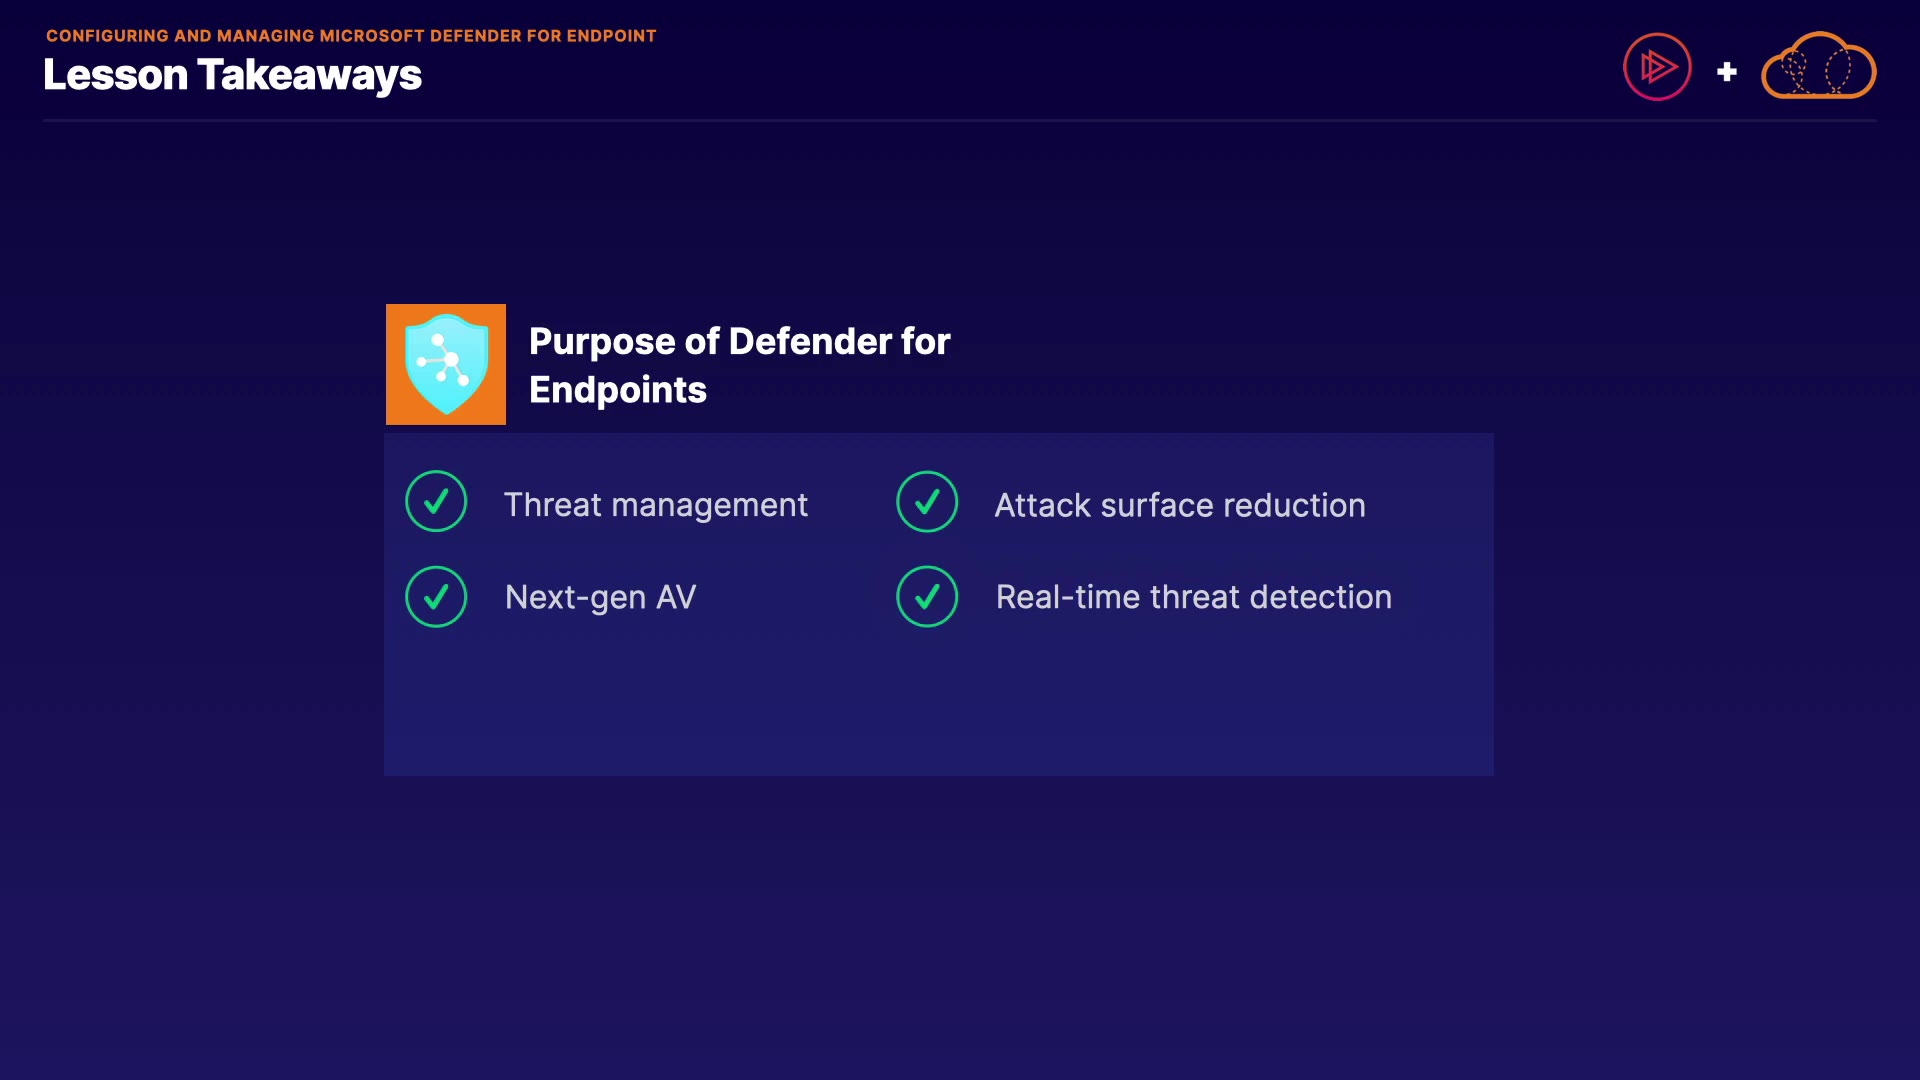 CONFIGURING AND MANAGING MICROSOFT DEFENDER FOR ENDPOINT
Lesson Takeaways
Purpose of Defender for
Endpoints
Threat management
Attack surface reduction
Next-gen AV
Real-time threat detection